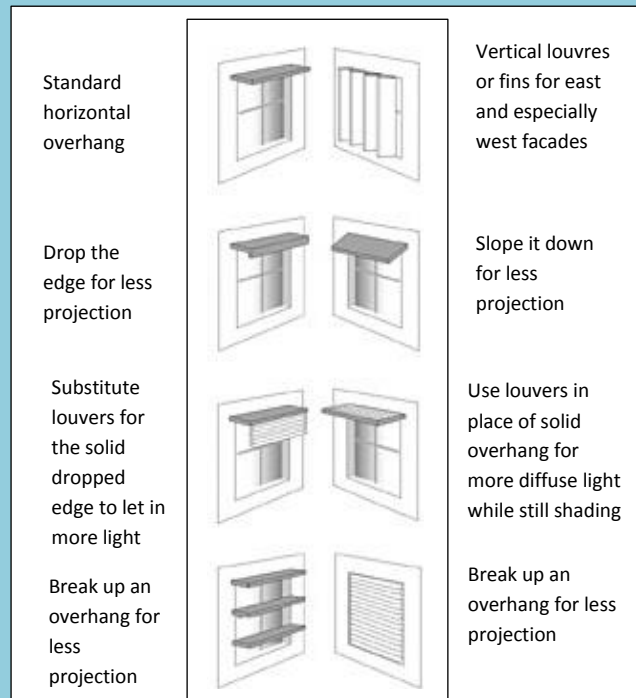 Standard
horizontal
overhang
Vertical louvres
or fins for east
and especially
west facades
Drop the
edge for less
projection
Slope it down
for less
projection
Substitute
louvers for
the solid
dropped
edge to let in
more light
Use louvers in
place of solid
overhang for
more diffuse light
while still shading
Break up an
overhang for
less
projection
Break up an
overhang for less
projection